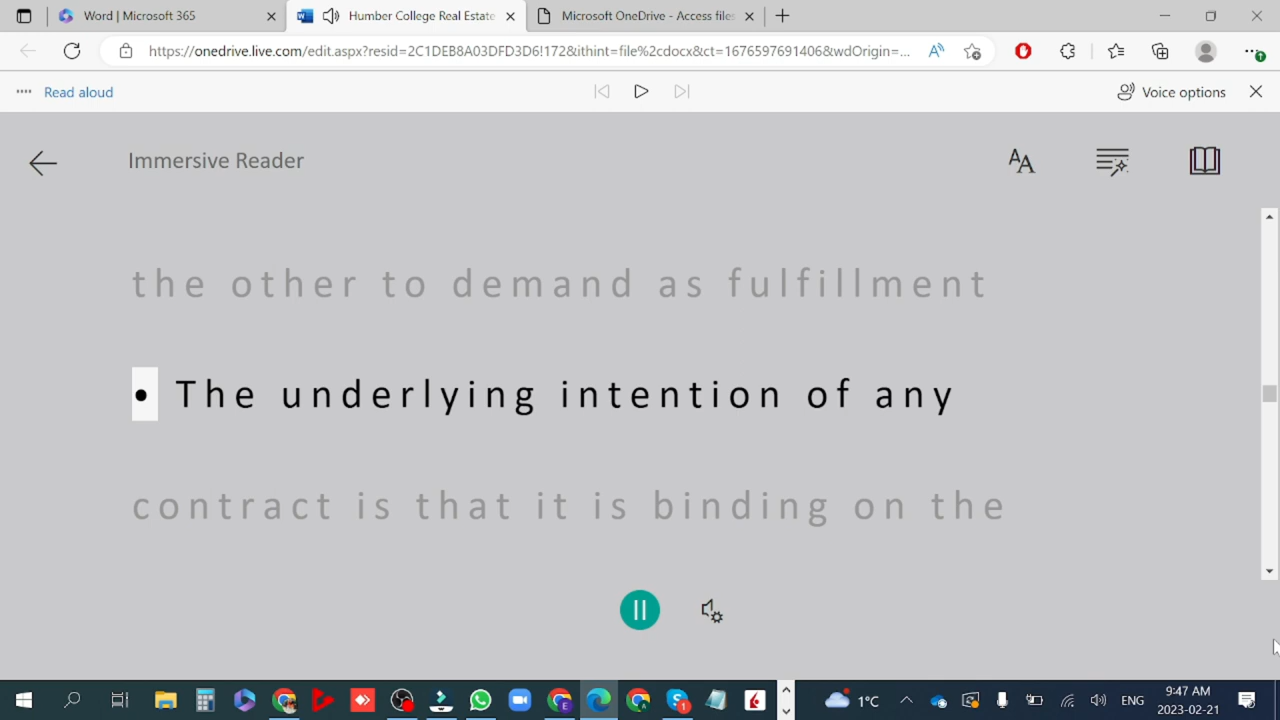 Word | Microsoft 365
Humber College Real Estate
Microsoft OneDrive - Access files
https://onedrive.live.com/edit.aspx?resid=2C1DEB8A03DFD3D6!172&ithint=file%2cdocx&ct=1676597691406&wdOrigin=...
Read aloud
Voice options
Immersive Reader
the other to demand as fulfillment
• The underlying intention of any
contract is that it is binding on the
1°C
ENG
9:47 AM
2023-02-21